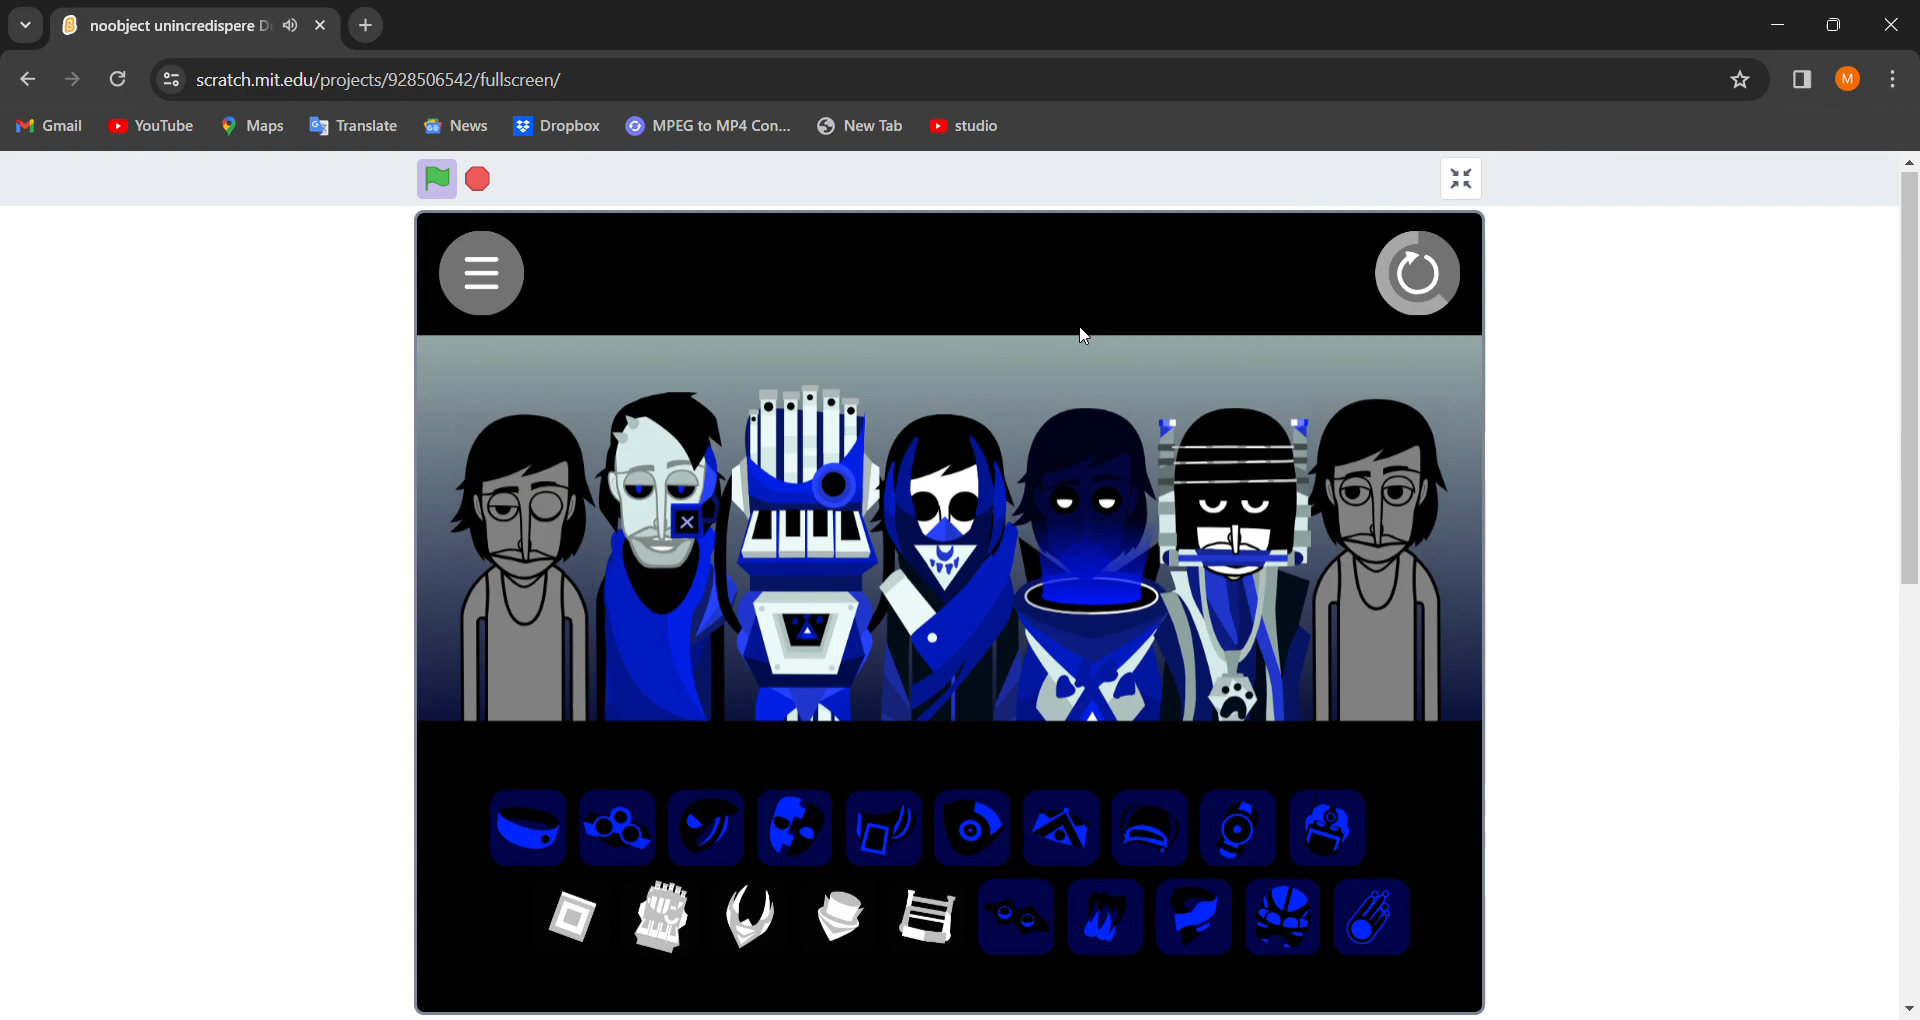 noobject unincredispere D
scratch.mit.edu/projects/928506542/fullscreen/
M
Gmail
YouTube
Maps
Translate
News
Dropbox
MPEG to MP4 Con...
New Tab
studio